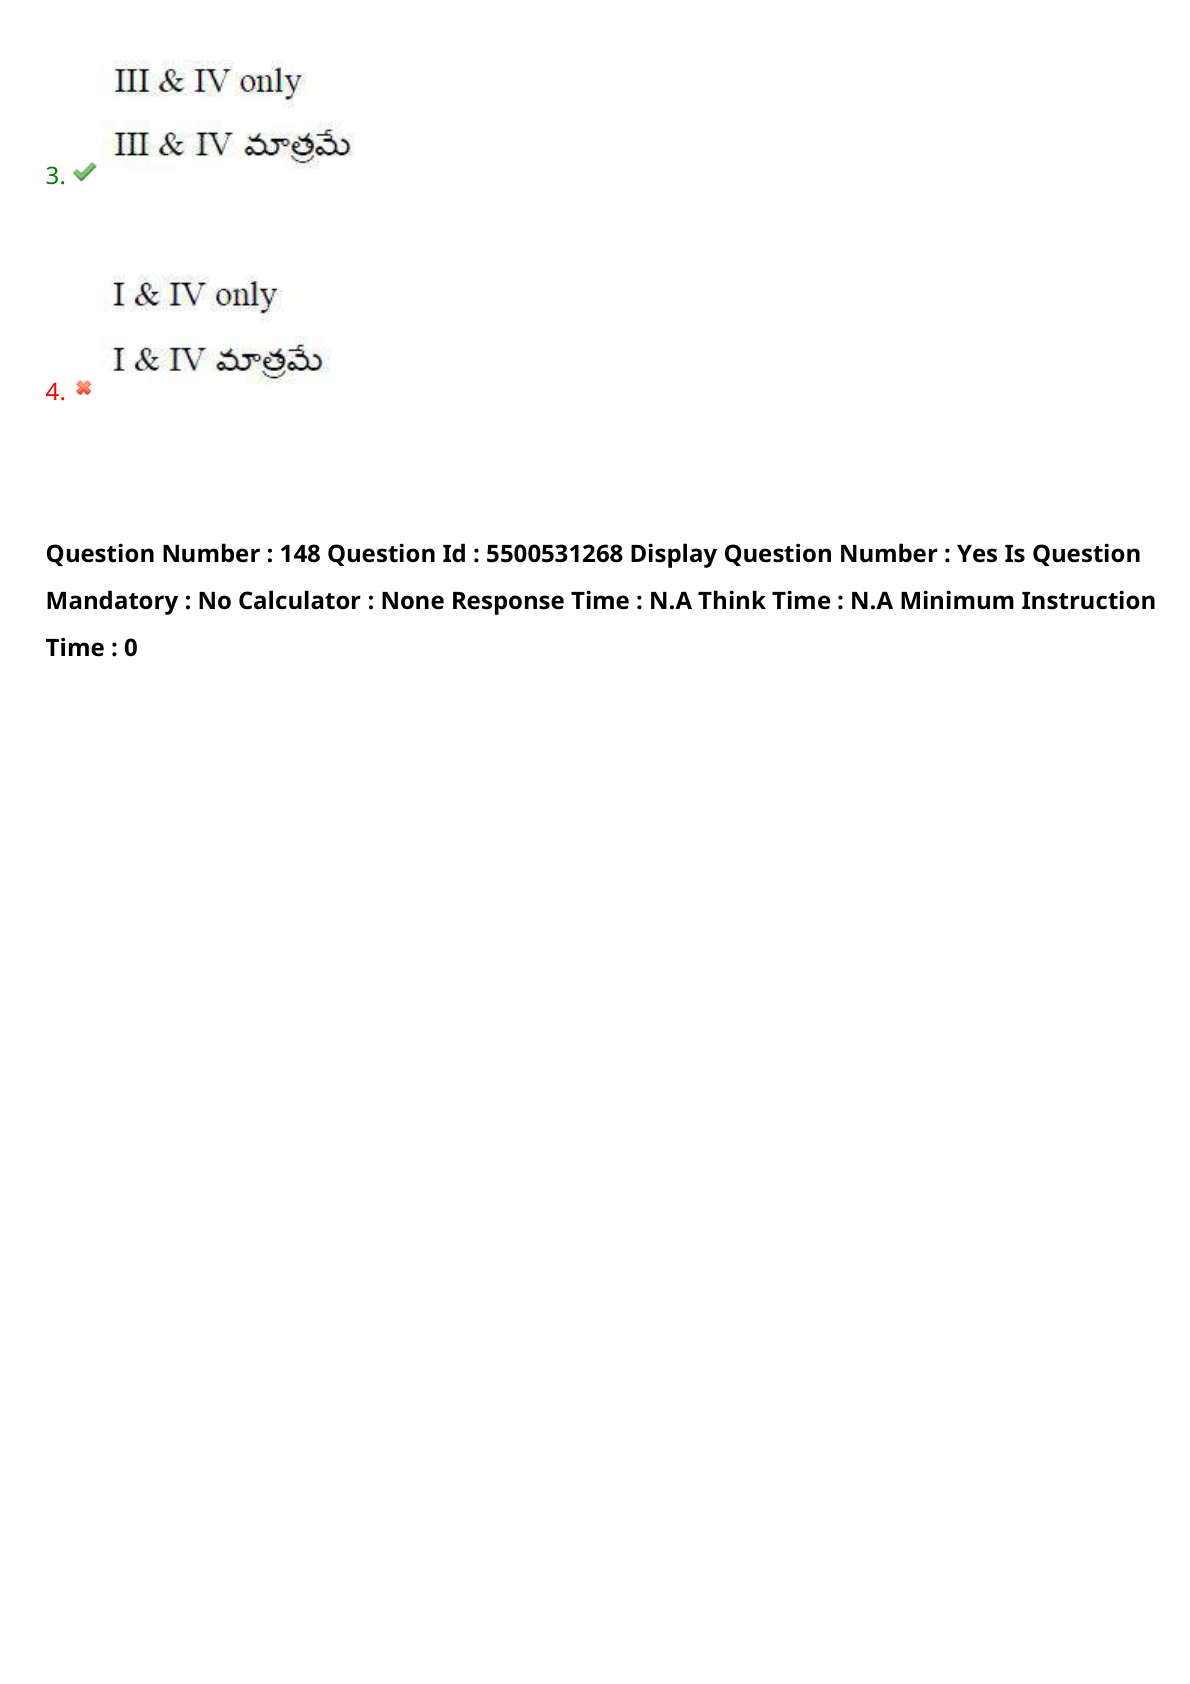 III & IV only
III & IV మాత్రమే
3.
I & IV only
I & IV మాత్రమే
4.
Question Number : 148 Question Id : 5500531268 Display Question Number : Yes Is Question
Mandatory : No Calculator : None Response Time : N.A Think Time : N.A Minimum Instruction
Time : 0